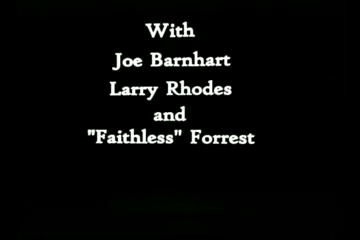 With
Joe Barnhart
Larry Rhodes
and
"Faithless" Forrest